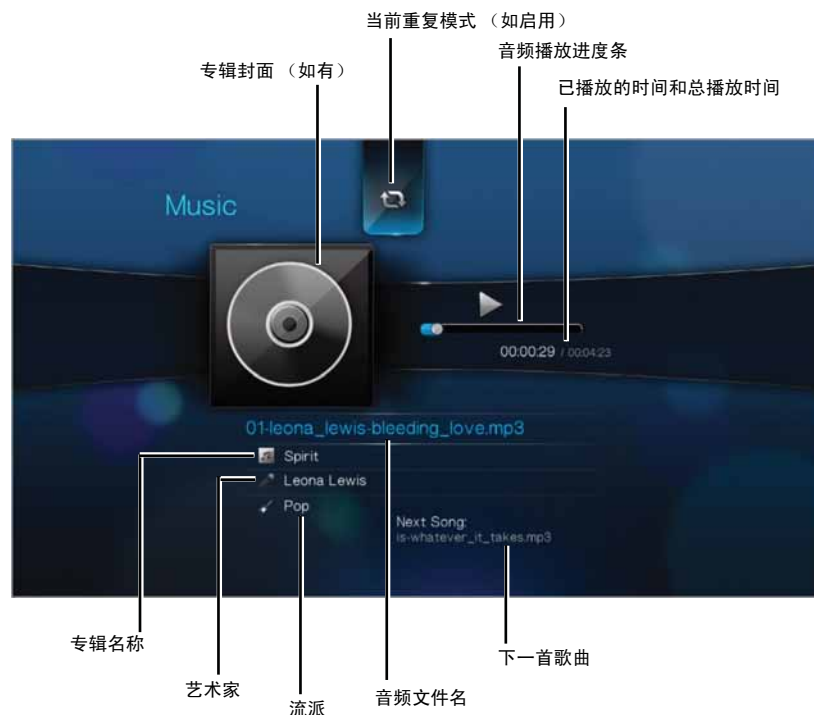 当前重复模式 （如启用）
音频播放进度条
专辑封面 （如有）
已播放的时间和总播放时间
Music
00:00:29 / 00:04:23
01-leona_lewis-bleeding_love.mp3
Spirit
Leona Lewis
Pop
Next Song:
is-whatever_it_takes.mp3
专辑名称
下一首歌曲
艺术家
音频文件名
流派